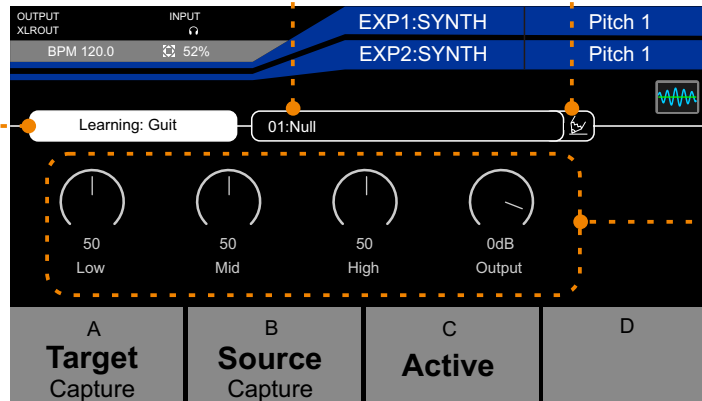 OUTPUT INPUT
XLROUT
BPM 120.0 52%
EXP1:SYNTH Pitch 1
EXP2:SYNTH Pitch 1
Learning: Guit 01:Null
50 50 50 0dB
Low Mid High Output
A B C D
Target Source Active
Capture Capture